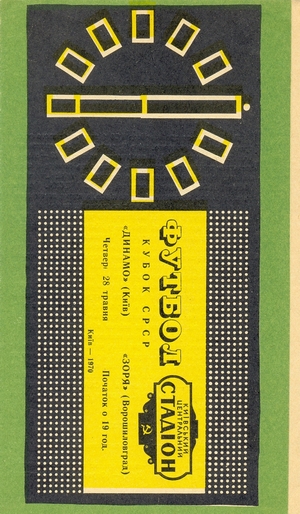 ФУТБОЛ
КУБОК СРСР
КИЇВСЬКИЙ
ЦЕНТРАЛЬНИЙ
СТАДІОН
«ДИНАМО» (Київ)
«ЗОРЯ» (Ворошиловград)
Четвер, 28 травня
Початок о 19 год.
Київ — 1970